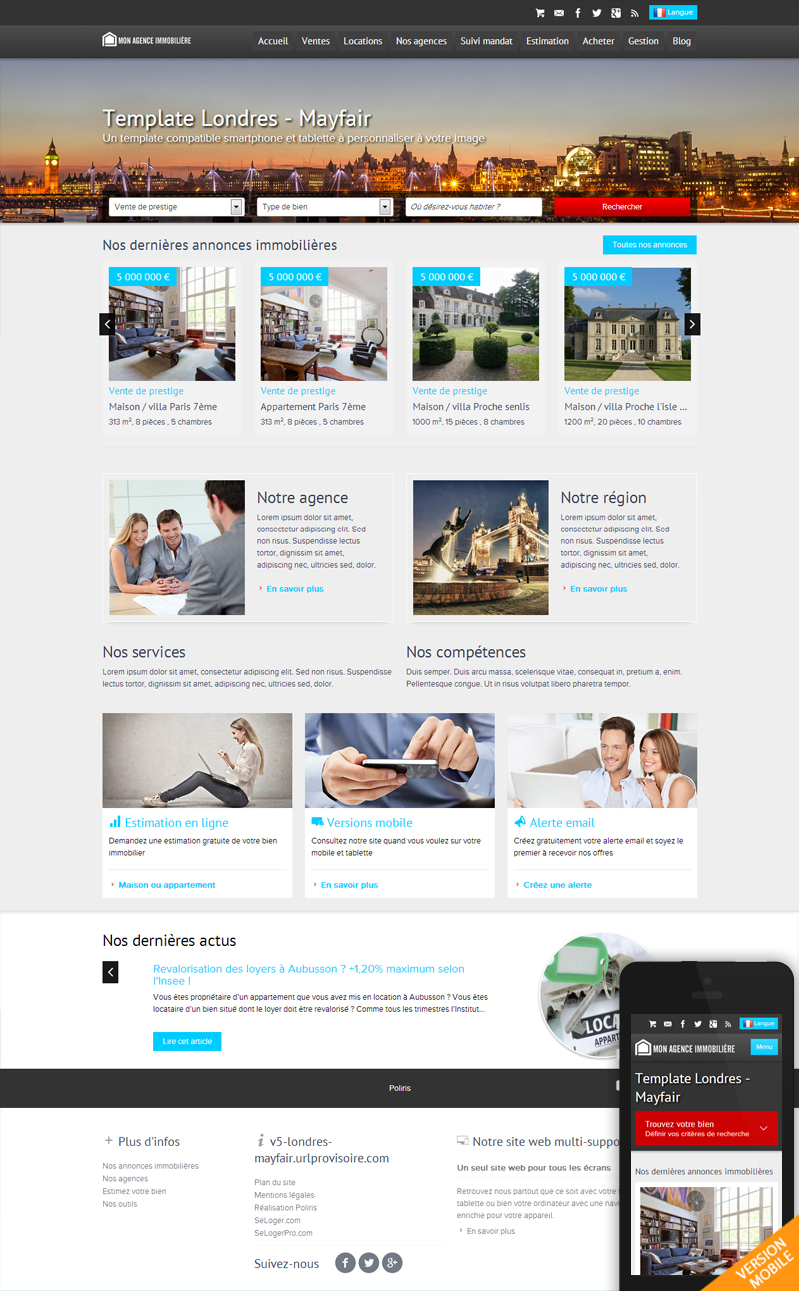 Langue
MON AGENCE IMMOBILIÈRE
Accueil Ventes Locations Nos agences Suivi mandat Estimation Acheter Gestion Blog
Template Londres - Mayfair
Un template compatible smartphone et tablette à personnaliser à votre image
Vente de prestige
Type de bien
Où désirez-vous habiter ?
Rechercher
Nos dernières annonces immobilières
Toutes nos annonces
5 000 000 €
Vente de prestige
Maison / villa Paris 7ème
313 m², 8 pièces , 5 chambres
5 000 000 €
Vente de prestige
Appartement Paris 7ème
313 m², 8 pièces , 5 chambres
5 000 000 €
Vente de prestige
Maison / villa Proche senlis
1000 m², 15 pièces , 8 chambres
5 000 000 €
Vente de prestige
Maison / villa Proche l'isle ...
1200 m², 20 pièces , 10 chambres
Notre agence
Lorem ipsum dolor sit amet,
consectetur adipiscing elit. Sed
non risus. Suspendisse lectus
tortor, dignissim sit amet,
adipiscing nec, ultricies sed, dolor.
En savoir plus
Notre région
Lorem ipsum dolor sit amet,
consectetur adipiscing elit. Sed
non risus. Suspendisse lectus
tortor, dignissim sit amet,
adipiscing nec, ultricies sed, dolor.
En savoir plus
Nos services
Lorem ipsum dolor sit amet, consectetur adipiscing elit. Sed non risus. Suspendisse
lectus tortor, dignissim sit amet, adipiscing nec, ultricies sed, dolor.
Nos compétences
Duis semper. Duis arcu massa, scelerisque vitae, consequat in, pretium a, enim.
Pellentesque congue. Ut in risus volutpat libero pharetra tempor.
Estimation en ligne
Demandez une estimation gratuite de votre bien
immobilier
Maison ou appartement
Versions mobile
Consultez notre site quand vous voulez sur votre
mobile et tablette
En savoir plus
Alerte email
Créez gratuitement votre alerte email et soyez le
premier à recevoir nos offres
Créez une alerte
Nos dernières actus
Revalorisation des loyers à Aubusson ? +1,20% maximum selon
l'Insee !
Vous êtes propriétaire d'un appartement que vous avez mis en location à Aubusson ? Vous êtes
locataire d'un bien situé dont le loyer doit être revalorisé ? Comme tous les trimestres l'Institut...
Lire cet article
Poliris
Plus d'infos
Nos annonces immobilières
Nos agences
Estimez votre bien
Nos outils
v5-londres-
mayfair.urlprovisoire.com
Plan du site
Mentions légales
Réalisation Poliris
SeLoger.com
SeLogerPro.com
Suivez-nous
Notre site web multi-suppo
Un seul site web pour tous les écrans
Retrouvez nous partout que ce soit avec votre
tablette ou bien votre ordinateur avec une navi
enrichie pour votre appareil.
En savoir plus
Langue
MON AGENCE IMMOBILIÈRE
Menu
Template Londres -
Mayfair
Trouvez votre bien
Définir vos critères de recherche
Nos dernières annonces immobilières
VERSION
MOBILE